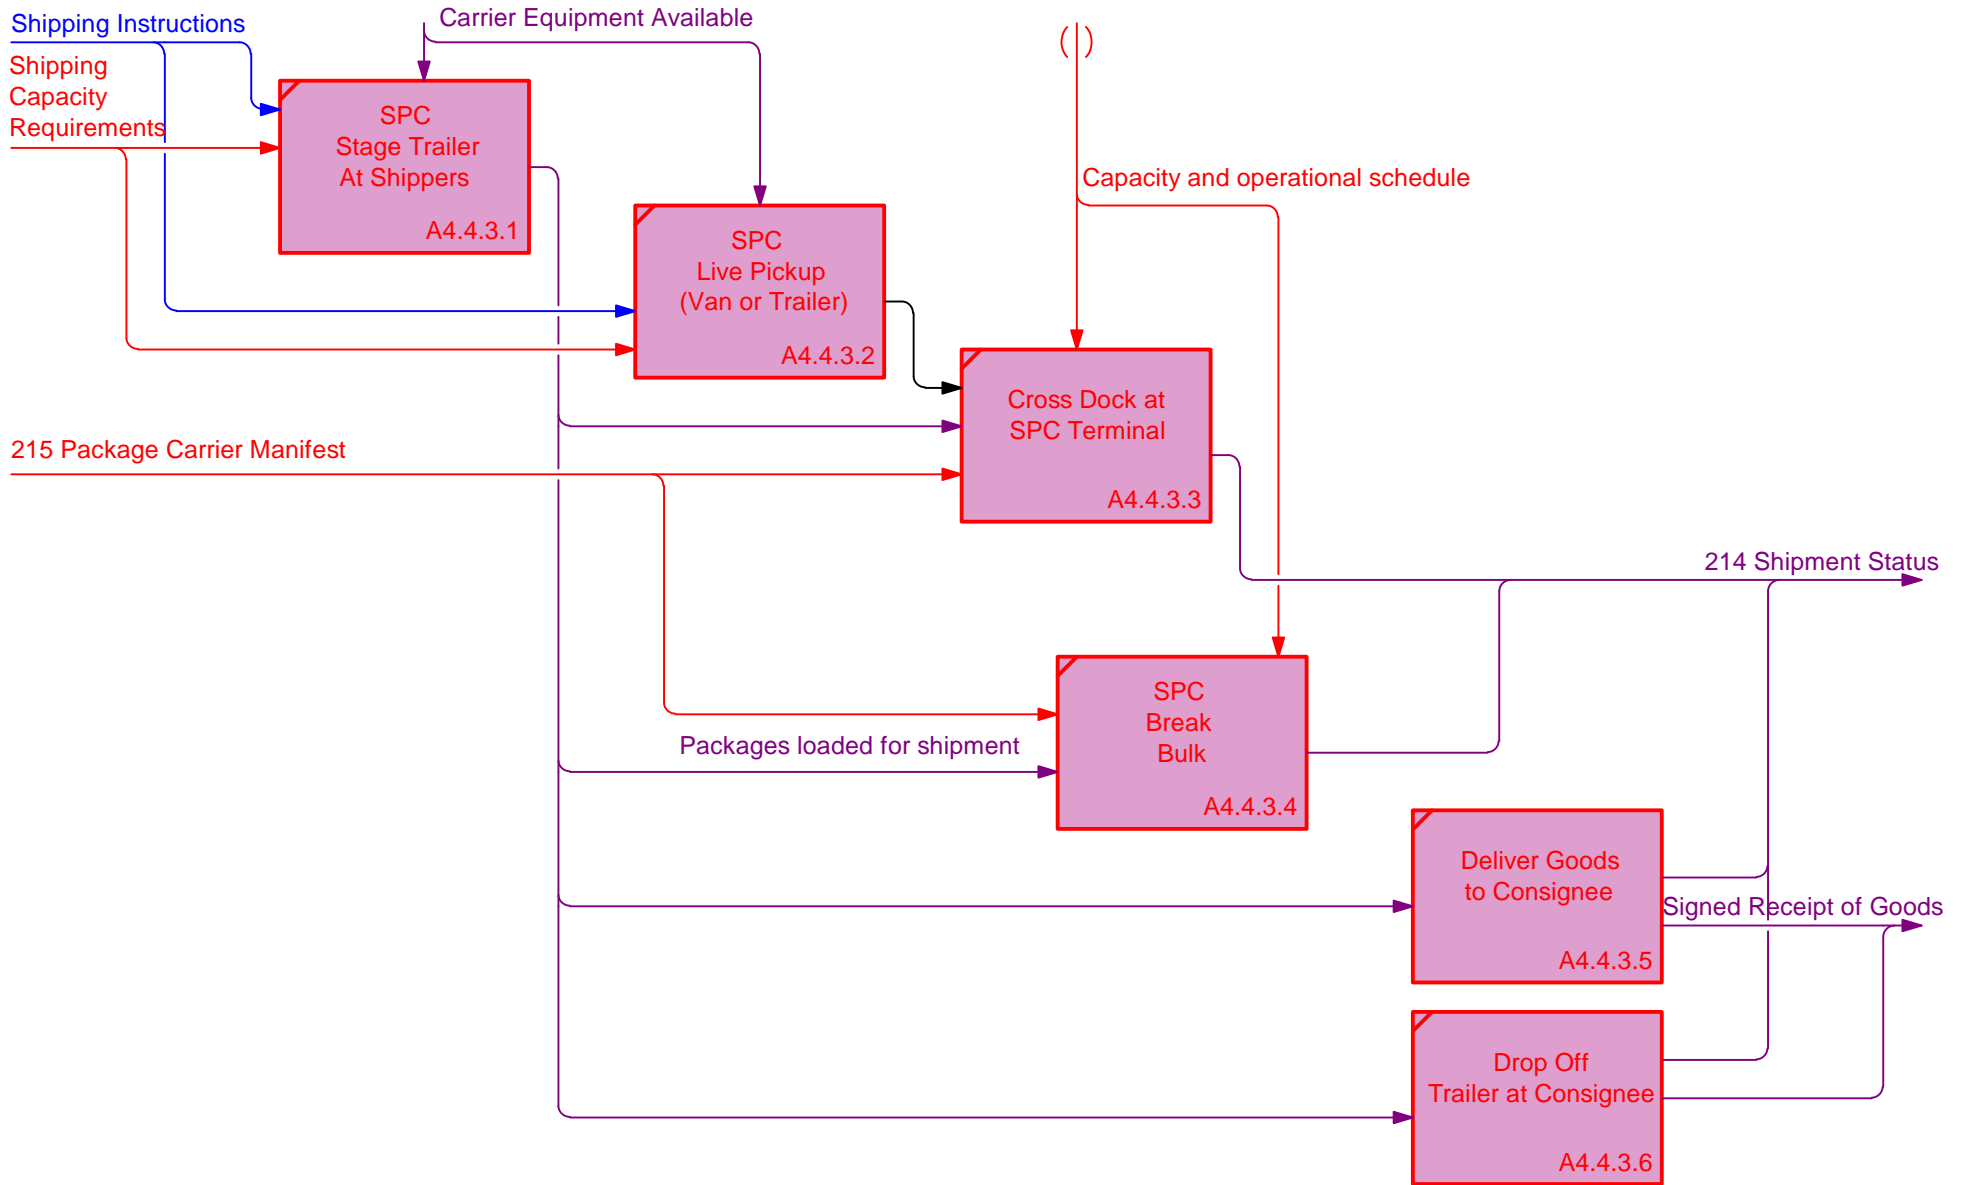 Shipping Instructions
Carrier Equipment Available
( )
Shipping
Capacity
Requirements
SPC
Stage Trailer
At Shippers
A4.4.3.1
Capacity and operational schedule
SPC
Live Pickup
(Van or Trailer)
A4.4.3.2
Cross Dock at
SPC Terminal
A4.4.3.3
215 Package Carrier Manifest
214 Shipment Status
SPC
Break
Bulk
A4.4.3.4
Packages loaded for shipment
Deliver Goods
to Consignee
A4.4.3.5
Signed Receipt of Goods
Drop Off
Trailer at Consignee
A4.4.3.6